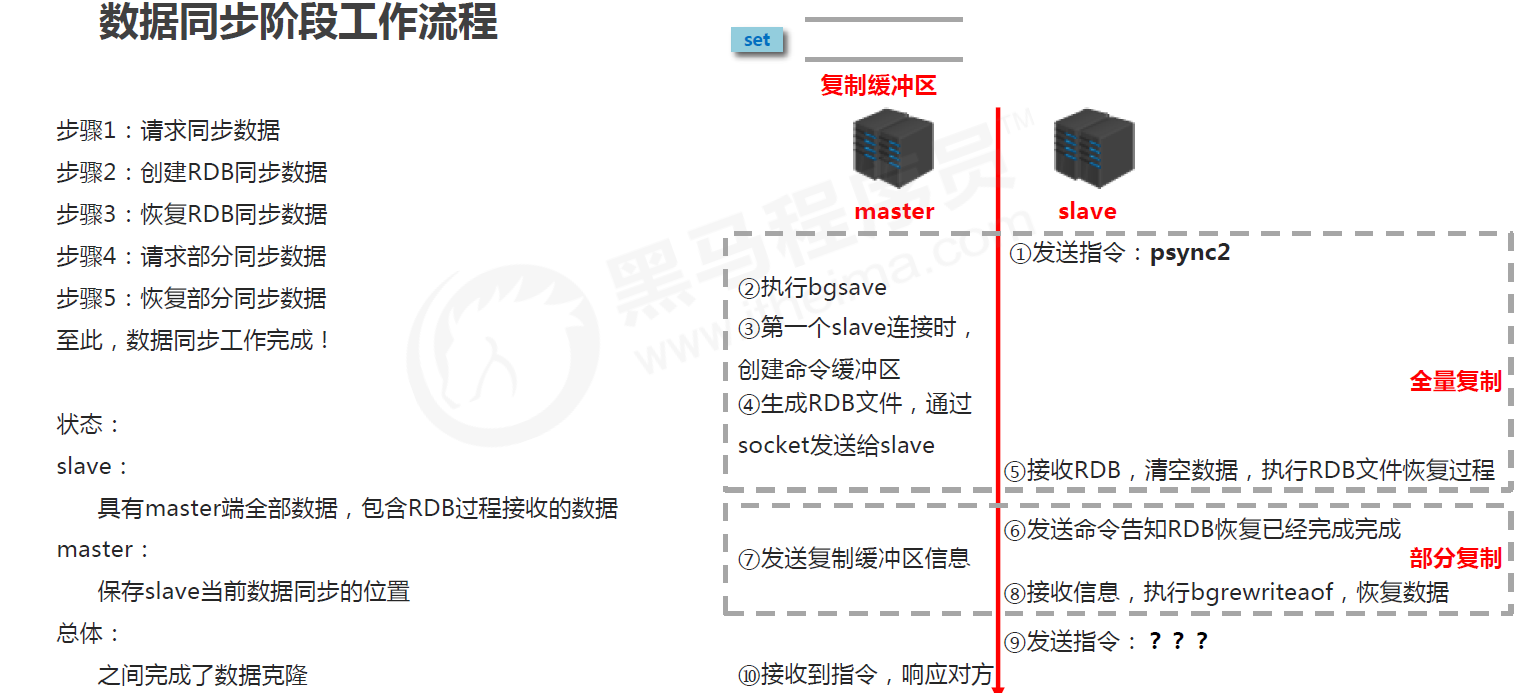 数据同步阶段工作流程
步骤1：请求同步数据
步骤2：创建RDB同步数据
步骤3：恢复RDB同步数据
步骤4：请求部分同步数据
步骤5：恢复部分同步数据
至此，数据同步工作完成！
状态：
slave：
具有master端全部数据，包含RDB过程接收的数据
master：
保存slave当前数据同步的位置
总体：
之间完成了数据克隆
set
复制缓冲区
master
slave
①发送指令：psync2
②执行bgsave
③第一个slave连接时，
创建命令缓冲区
④生成RDB文件，通过
socket发送给slave
全量复制
⑤接收RDB，清空数据，执行RDB文件恢复过程
⑥发送命令告知RDB恢复已经完成完成
⑦发送复制缓冲区信息
部分复制
⑧接收信息，执行bgrewriteaof，恢复数据
⑨发送指令：？？？
⑩接收到指令，响应对方
黑马程序员™
www.itheima.com